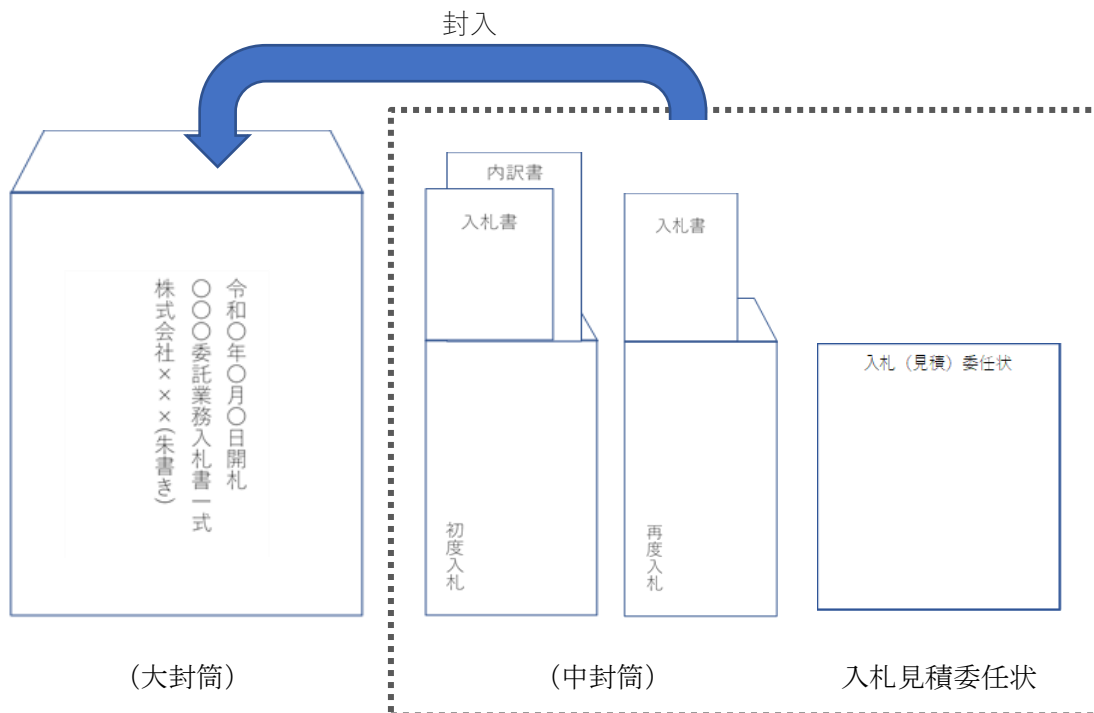 封入
令和〇年〇月〇日開札
〇〇〇委託業務入札書一式
株式会社×××(朱書き)
内訳書
入札書
初度入札
入札書
再度入札
入札（見積）委任状
（大封筒）
（中封筒）
入札見積委任状